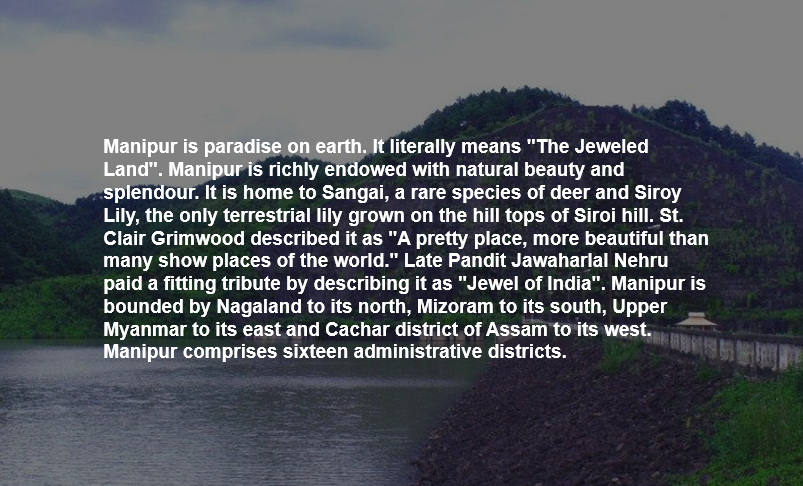 Manipur is paradise on earth. It literally means "The Jeweled
Land". Manipur is richly endowed with natural beauty and
splendour. It is home to Sangai, a rare species of deer and Siroy
Lily, the only terrestrial lily grown on the hill tops of Siroi hill. St.
Clair Grimwood described it as "A pretty place, more beautiful than
many show places of the world." Late Pandit Jawaharlal Nehru
paid a fitting tribute by describing it as "Jewel of India". Manipur is
bounded by Nagaland to its north, Mizoram to its south, Upper
Myanmar to its east and Cachar district of Assam to its west.
Manipur comprises sixteen administrative districts.